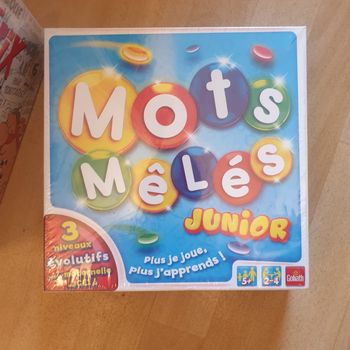 Mots
Mêlés
JUNIOR
3
niveaux
évolutifs
Plus je joue,
plus j'apprends !
5+
2-4
Goliath